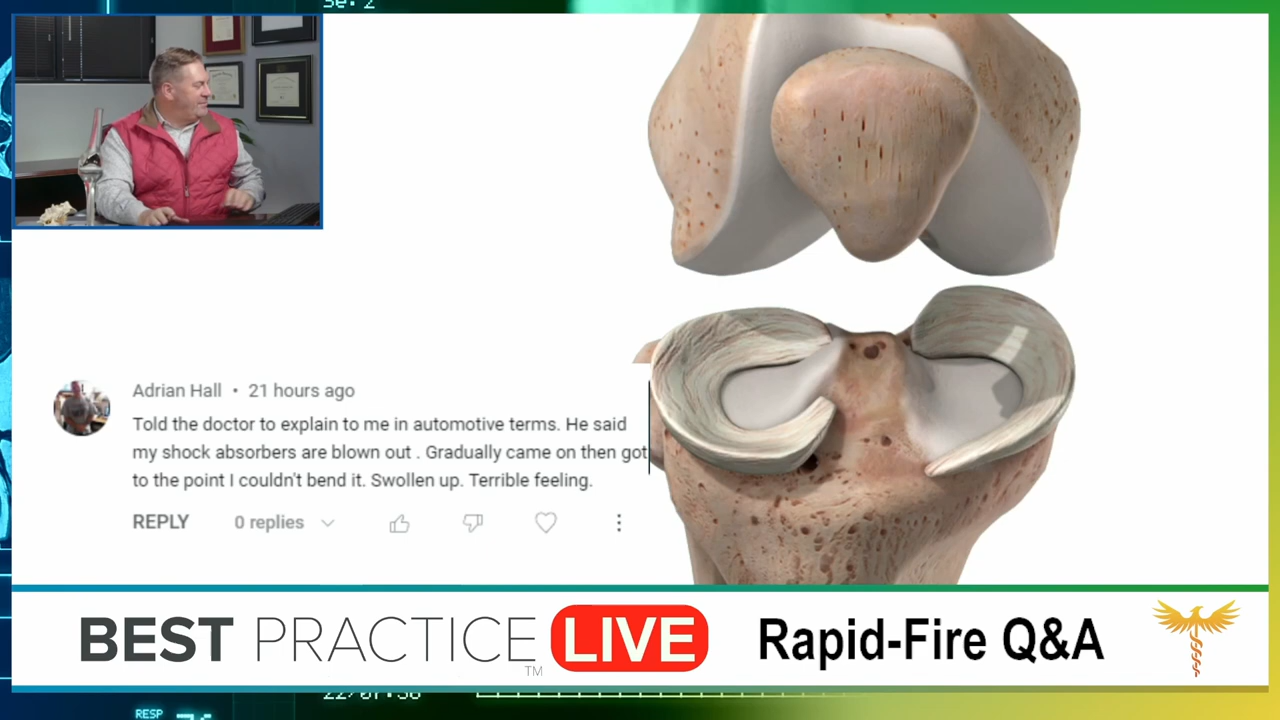 Adrian Hall • 21 hours ago
Told the doctor to explain to me in automotive terms. He said
my shock absorbers are blown out . Gradually came on then got
to the point I couldn't bend it. Swollen up. Terrible feeling.
REPLY 0 replies
BEST PRACTICE LIVE Rapid-Fire Q&A
TM
RESP